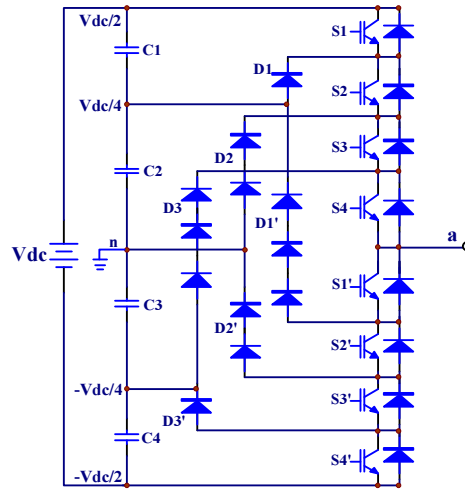 Vdc/2
S1
C1
D1
Vdc/4
S2
D2
S3
C2
D3
S4
D1'
n
a
Vdc
S1'
C3
D2'
S2'
-Vdc/4
D3'
S3'
C4
S4'
-Vdc/2